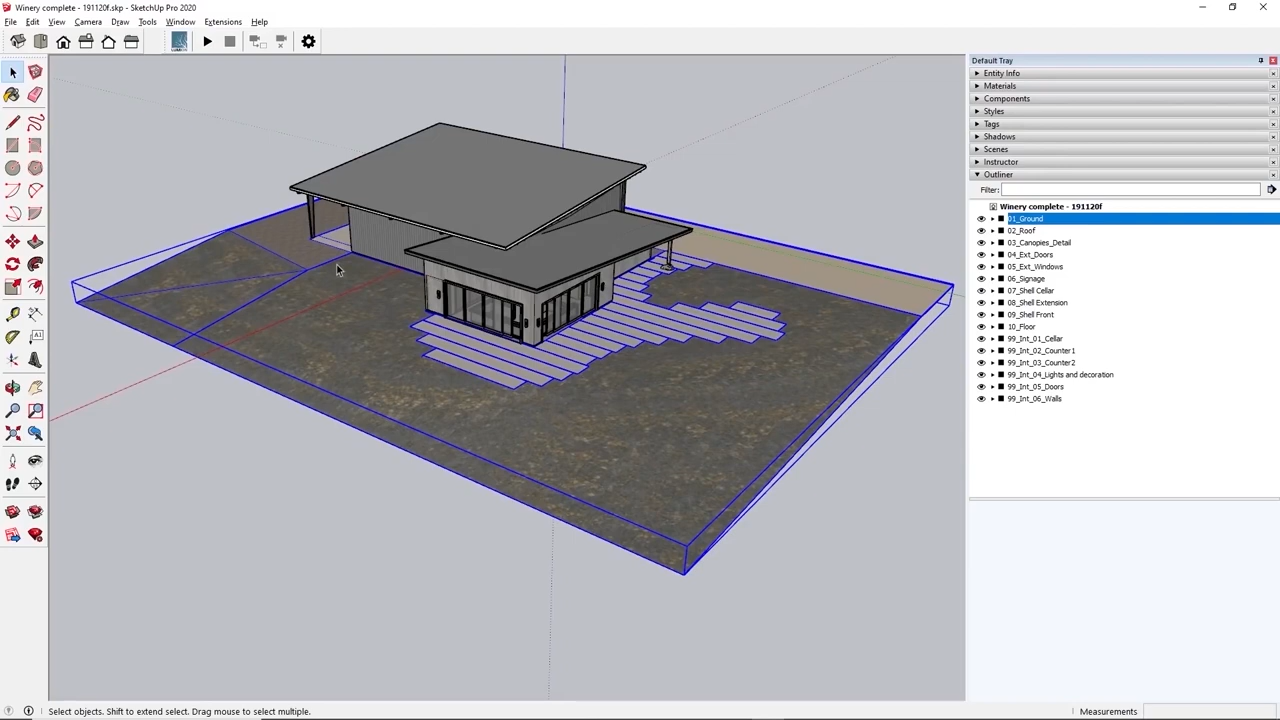 Winery complete - 191120f.skp - SketchUp Pro 2020
File Edit View Camera Draw Tools Window Extensions Help
Default Tray
Entity Info
Materials
Components
Styles
Tags
Shadows
Scenes
Instructor
Outliner
Filter:
Winery complete - 191120f
01_Ground
02_Roof
03_Canopies_Detail
04_Ext_Doors
05_Ext_Windows
06_Signage
07_Shell Cellar
08_Shell Extension
09_Shell Front
10_Floor
99_Int_01_Cellar
99_Int_02_Counter1
99_Int_03_Counter2
99_Int_04_Lights and decoration
99_Int_05_Doors
99_Int_06_Walls
Select objects. Shift to extend select. Drag mouse to select multiple.
Measurements